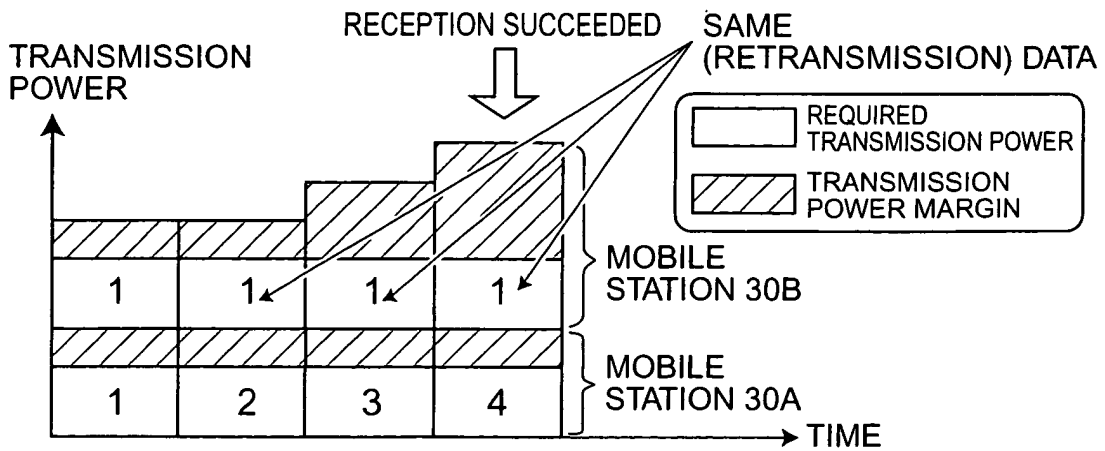 RECEPTION SUCCEEDED
SAME
(RETRANSMISSION) DATA
TRANSMISSION
POWER
REQUIRED
TRANSMISSION POWER
TRANSMISSION
POWER MARGIN
1 1 1 1
MOBILE
STATION 30B
1 2 3 4
MOBILE
STATION 30A
TIME